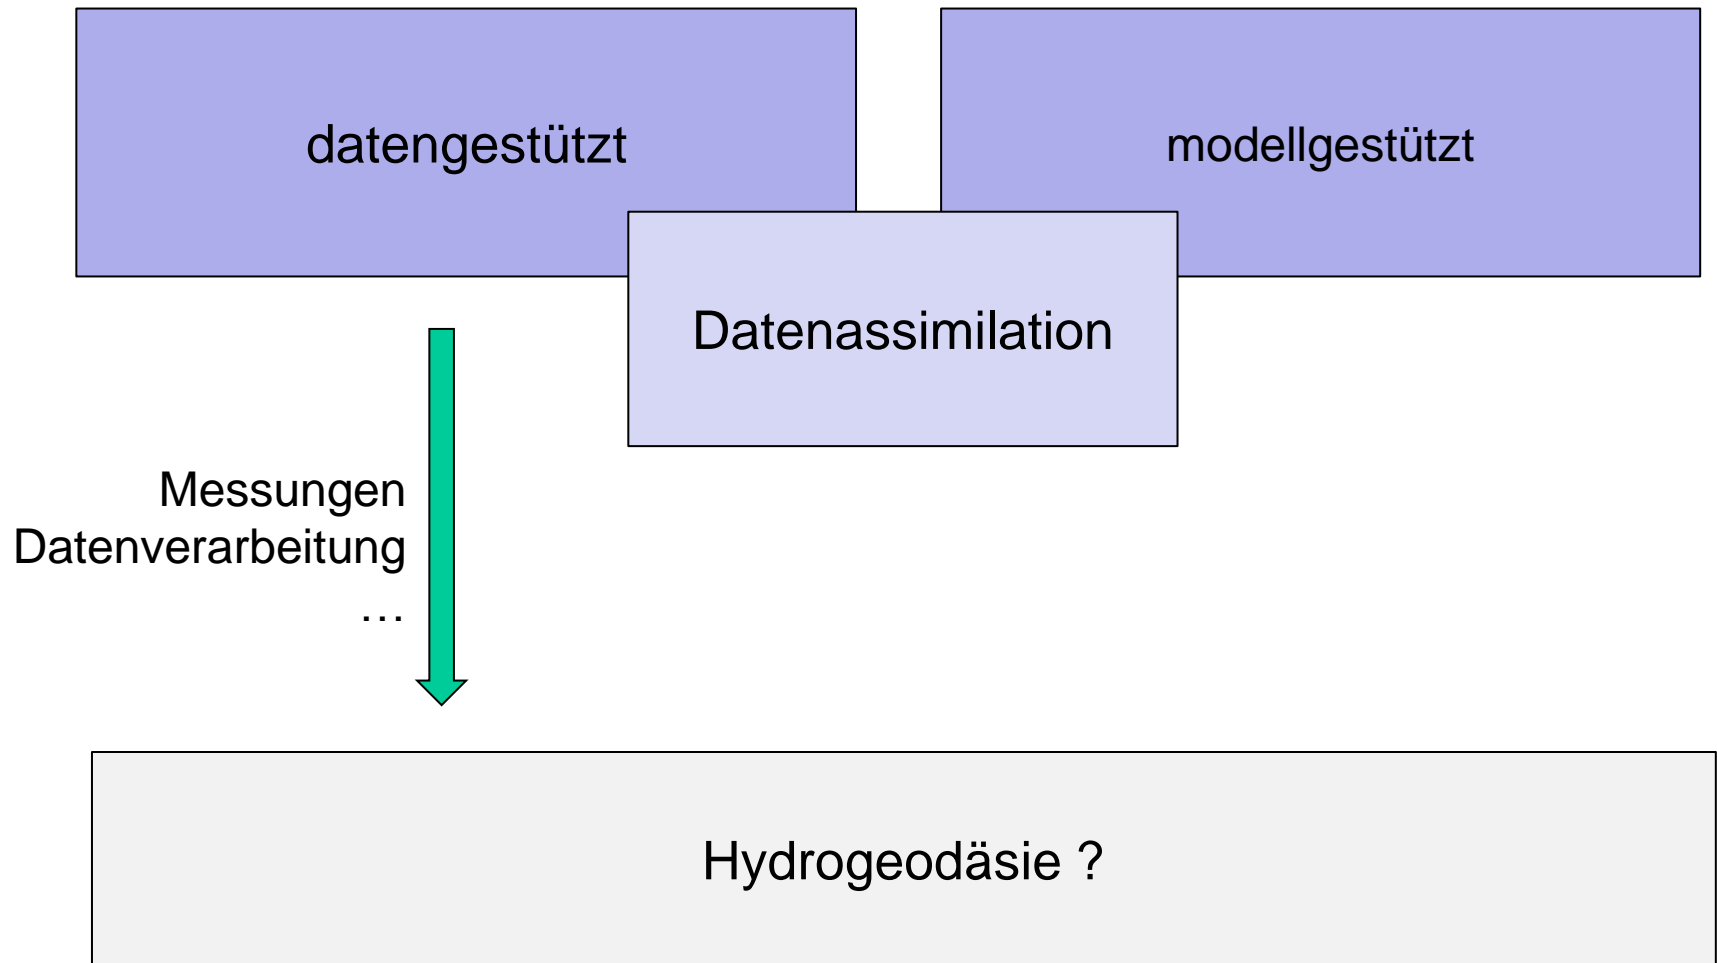 datengestützt
modellgestützt
Datenassimilation
Messungen
Datenverarbeitung
…
Hydrogeodäsie ?